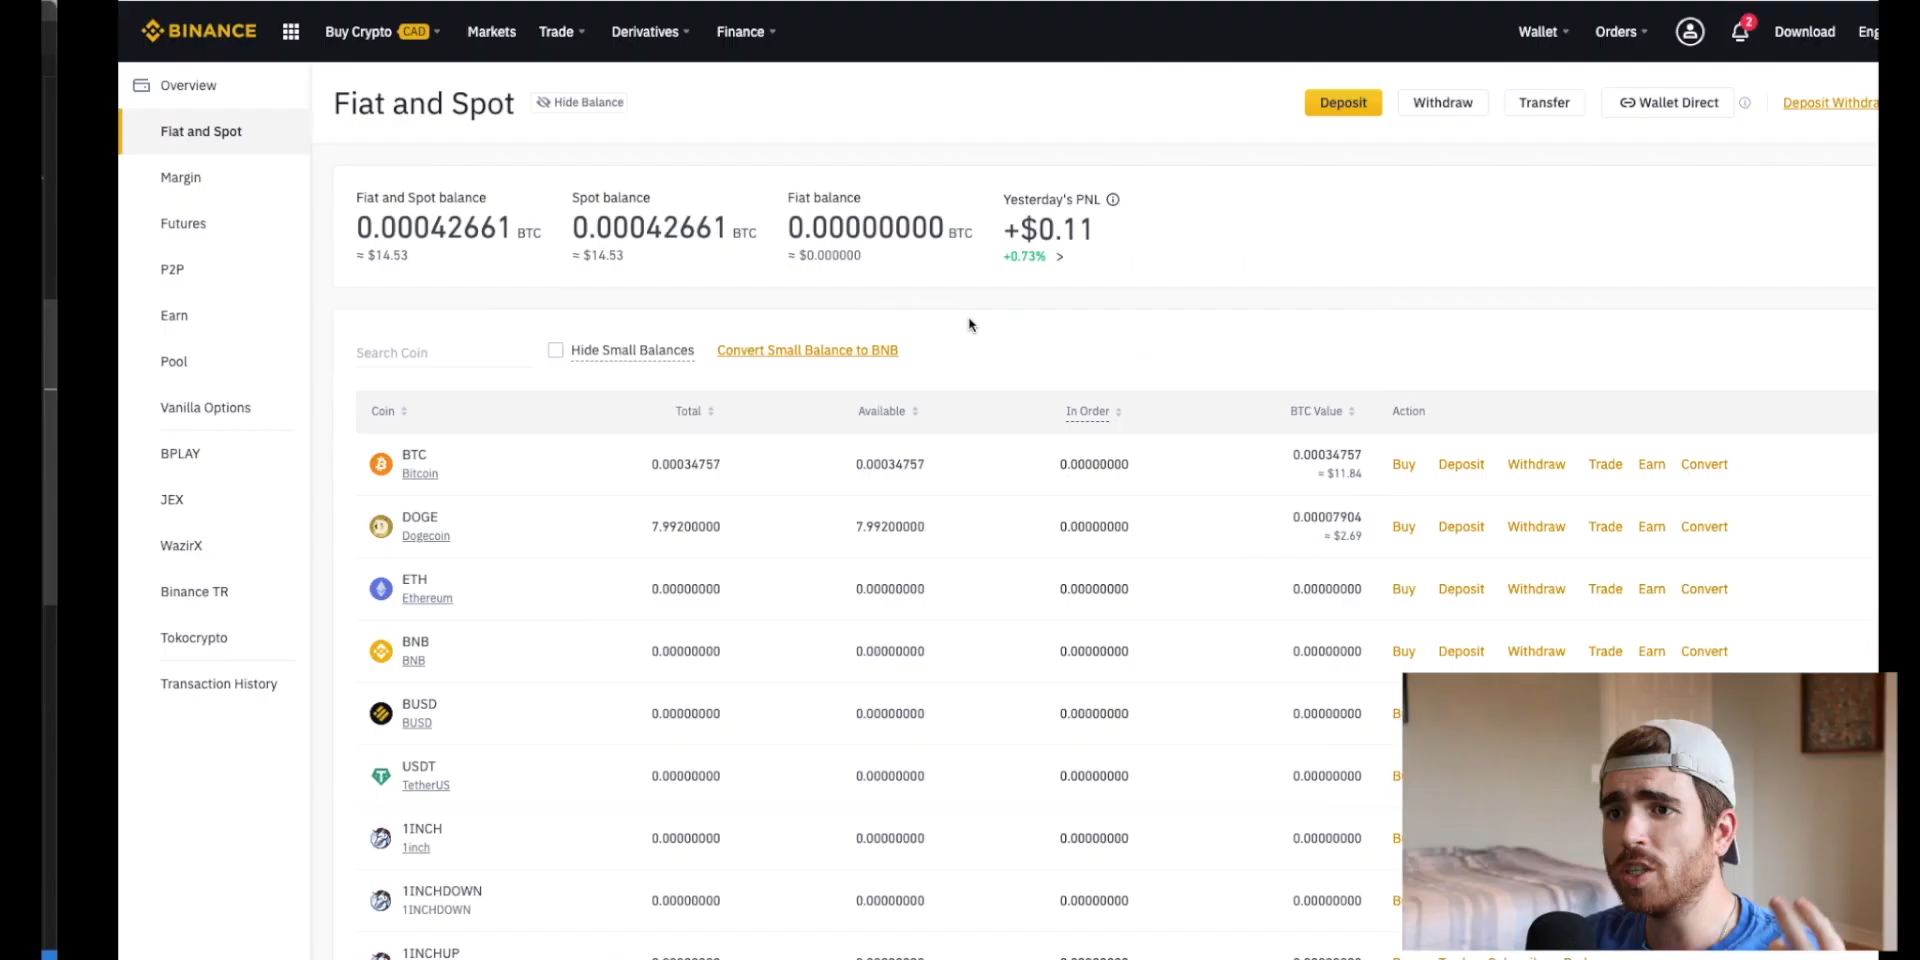 BINANCE Buy Crypto CAD Markets Trade Derivatives Finance Wallet Orders 2 Download Eng
Overview
Fiat and Spot
Margin
Futures
P2P
Earn
Pool
Vanilla Options
BPLAY
JEX
WazirX
Binance TR
Tokocrypto
Transaction History
Fiat and Spot Hide Balance Deposit Withdraw Transfer Wallet Direct Deposit Withdra
Fiat and Spot balance Spot balance Fiat balance Yesterday's PNL
0.00042661 BTC 0.00042661 BTC 0.00000000 BTC +$0.11
≈ $14.53 ≈ $14.53 ≈ $0.000000 +0.73% >
Search Coin Hide Small Balances Convert Small Balance to BNB
Coin Total Available In Order BTC Value Action
BTC 0.00034757 0.00034757 0.00000000 0.00034757 Buy Deposit Withdraw Trade Earn Convert
Bitcoin ≈ $11.84
DOGE 7.99200000 7.99200000 0.00000000 0.00007904 Buy Deposit Withdraw Trade Earn Convert
Dogecoin ≈ $2.69
ETH 0.00000000 0.00000000 0.00000000 0.00000000 Buy Deposit Withdraw Trade Earn Convert
Ethereum
BNB 0.00000000 0.00000000 0.00000000 0.00000000 Buy Deposit Withdraw Trade Earn Convert
BNB
BUSD 0.00000000 0.00000000 0.00000000 0.00000000 B
BUSD
USDT 0.00000000 0.00000000 0.00000000 0.00000000 B
TetherUS
1INCH 0.00000000 0.00000000 0.00000000 0.00000000 B
1inch
1INCHDOWN 0.00000000 0.00000000 0.00000000 0.00000000 B
1INCHDOWN
1INCHUP